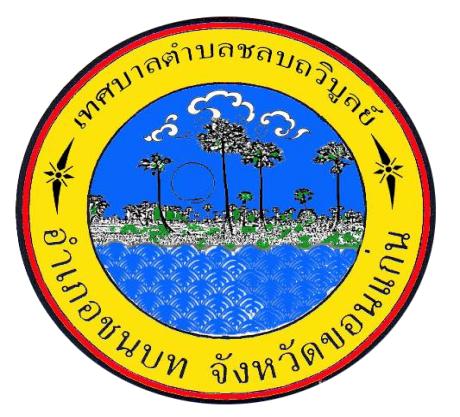 เทศบาลตำบลชลบถวิบูลย์
อำเภอชนบท จังหวัดขอนแก่น